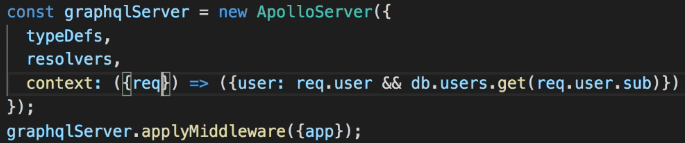 const graphqlServer = new ApolloServer({
  typeDefs,
  resolvers,
  context: ({req}) => ({user: req.user && db.users.get(req.user.sub)})
});
graphqlServer.applyMiddleware({app});